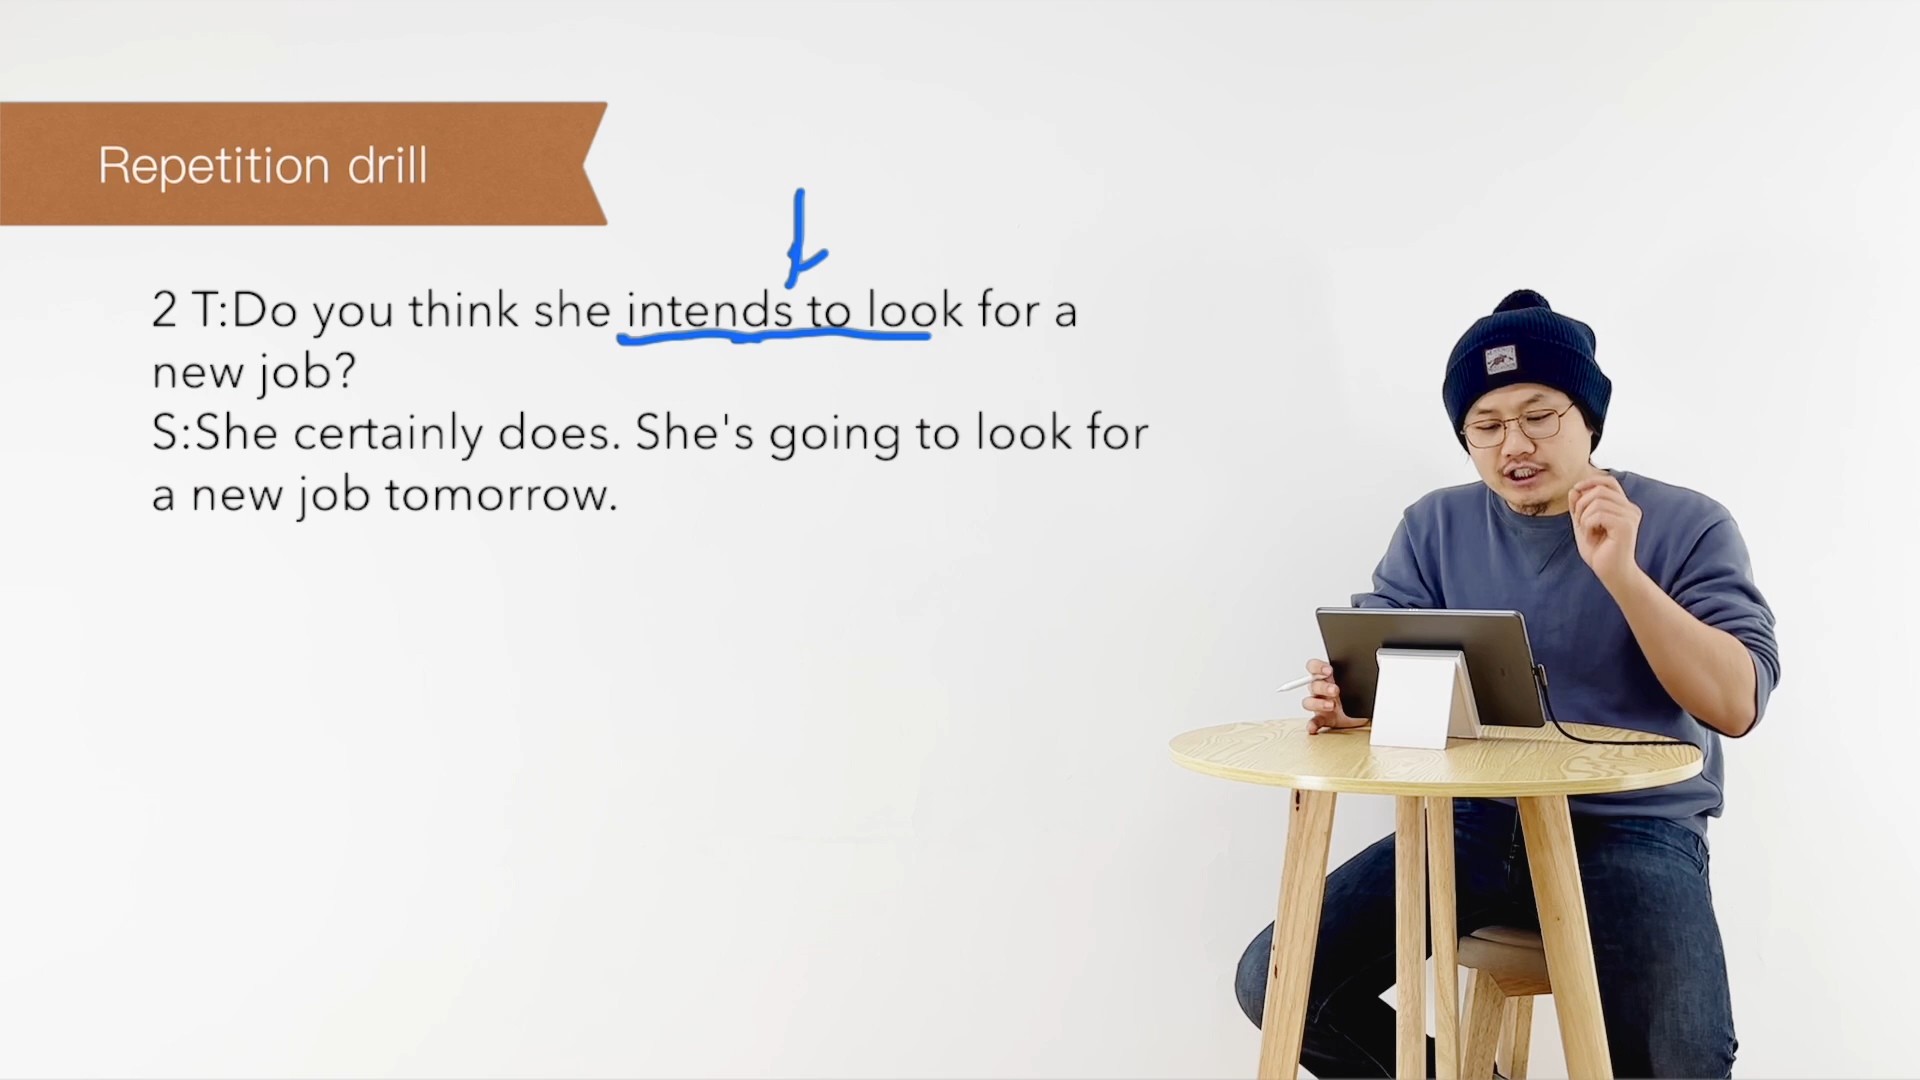 Repetition drill
2 T:Do you think she intends to look for a
new job?
S:She certainly does. She's going to look for
a new job tomorrow.